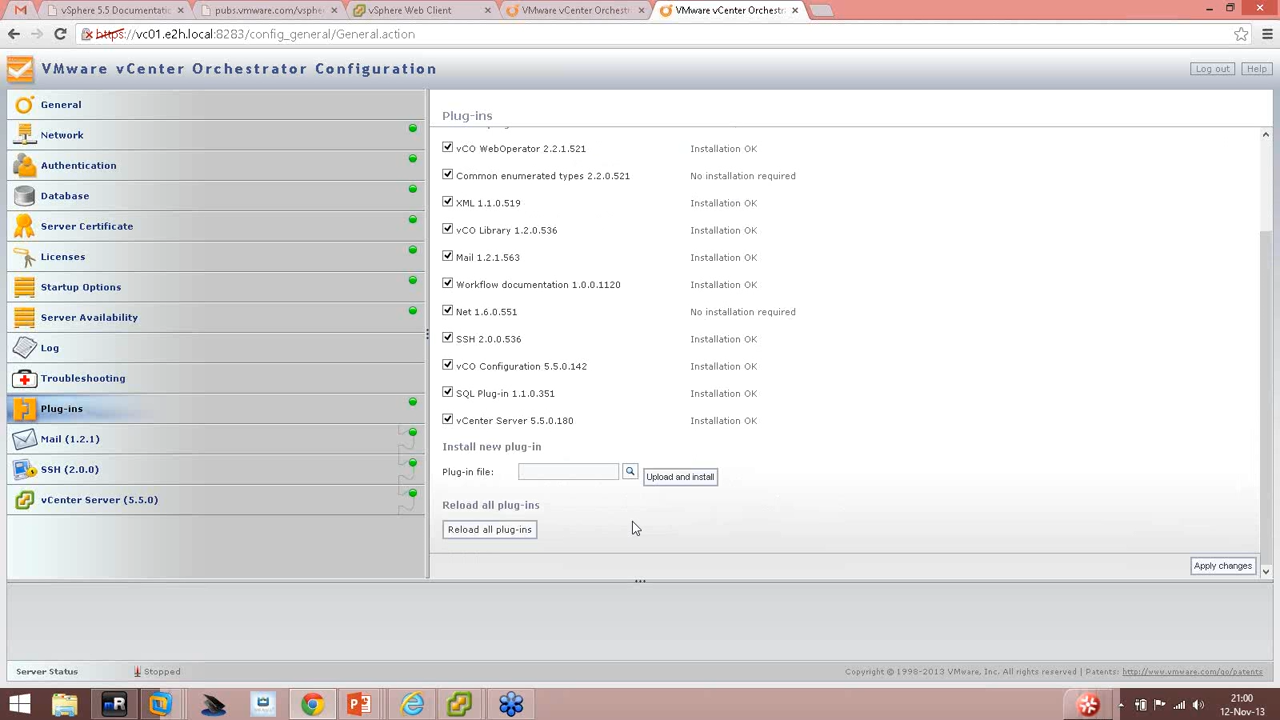 vSphere 5.5 Documentation
pubs.vmware.com/vsphe
vSphere Web Client
VMware vCenter Orchestra
VMware vCenter Orchestra
https://vc01.e2h.local:8283/config_general/General.action
VMware vCenter Orchestrator Configuration
Log out
Help
General
Network
Authentication
Database
Server Certificate
Licenses
Startup Options
Server Availability
Log
Troubleshooting
Plug-ins
Mail (1.2.1)
SSH (2.0.0)
vCenter Server (5.5.0)
Plug-ins
vCO WebOperator 2.2.1.521 Installation OK
Common enumerated types 2.2.0.521 No installation required
XML 1.1.0.519 Installation OK
vCO Library 1.2.0.536 Installation OK
Mail 1.2.1.563 Installation OK
Workflow documentation 1.0.0.1120 Installation OK
Net 1.6.0.551 No installation required
SSH 2.0.0.536 Installation OK
vCO Configuration 5.5.0.142 Installation OK
SQL Plug-in 1.1.0.351 Installation OK
vCenter Server 5.5.0.180 Installation OK
Install new plug-in
Plug-in file: Upload and install
Reload all plug-ins
Reload all plug-ins
Apply changes
Server Status Stopped
Copyright © 1998-2013 VMware, Inc. All rights reserved | Patents: http://www.vmware.com/go/patents
21:00
12-Nov-13